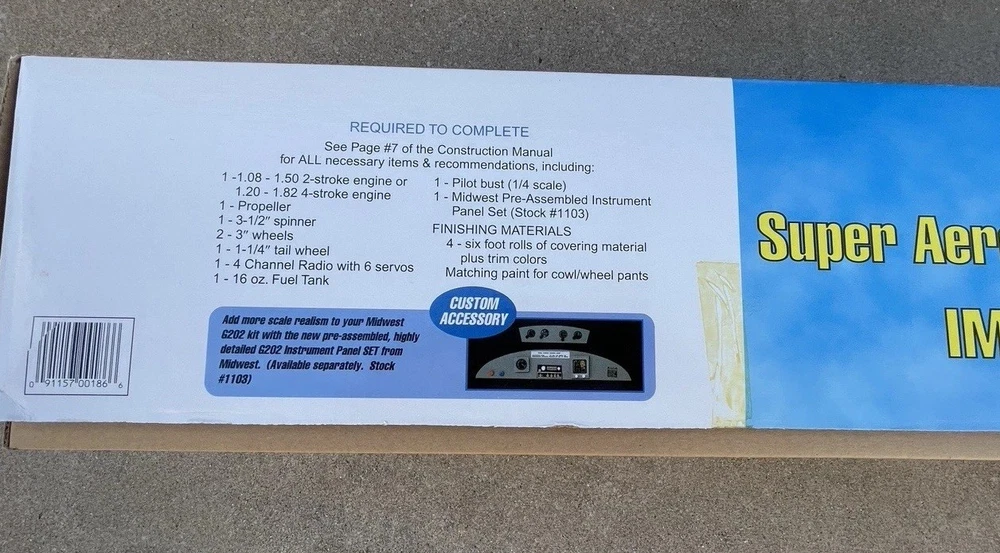 REQUIRED TO COMPLETE
See Page #7 of the Construction Manual
for ALL necessary items & recommendations, including:
1 -1.08 - 1.50 2-stroke engine or
1.20 - 1.82 4-stroke engine
1 - Propeller
1 - 3-1/2" spinner
2 - 3" wheels
1 - 1-1/4" tail wheel
1 - 4 Channel Radio with 6 servos
1 - 16 oz. Fuel Tank
1 - Pilot bust (1/4 scale)
1 - Midwest Pre-Assembled Instrument
Panel Set (Stock #1103)
FINISHING MATERIALS
4 - six foot rolls of covering material
plus trim colors
Matching paint for cowl/wheel pants
CUSTOM
ACCESSORY
Add more scale realism to your Midwest
G202 kit with the new pre-assembled, highly
detailed G202 Instrument Panel SET from
Midwest. (Available separately. Stock
#1103)
0 91157 00186 6
Super Aer
IM